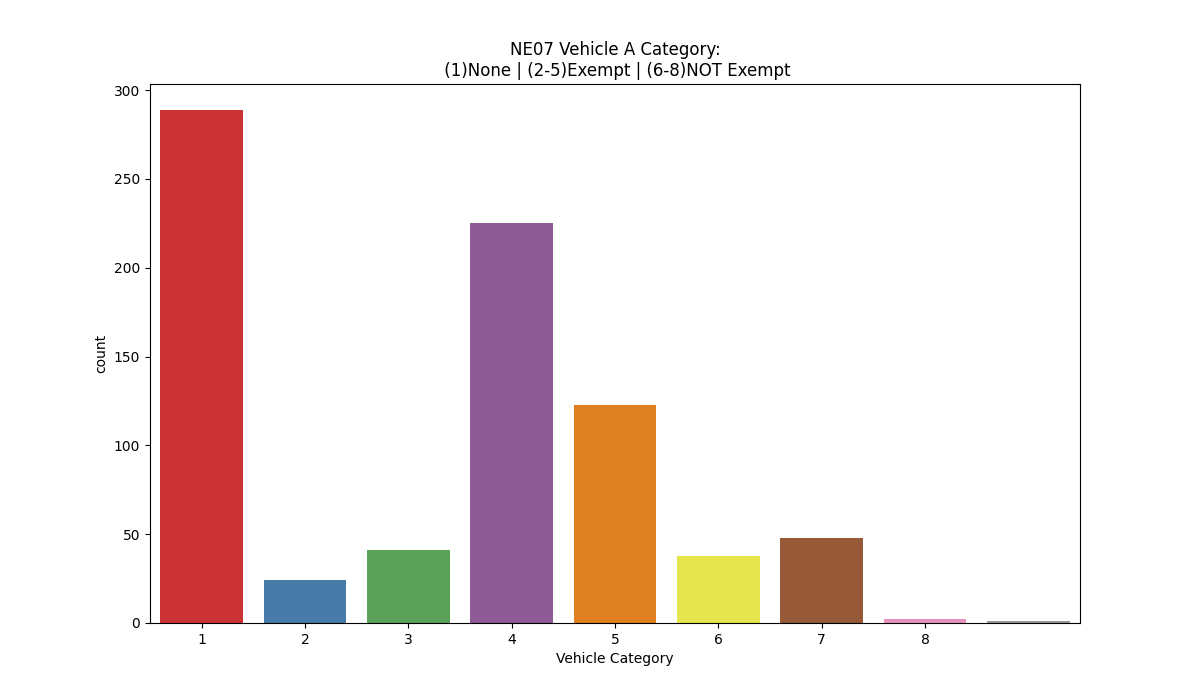 NE07 Vehicle A Category:
(1)None | (2-5)Exempt | (6-8)NOT Exempt
300
250
200
150
100
50
0
count
1 2 3 4 5 6 7 8
Vehicle Category